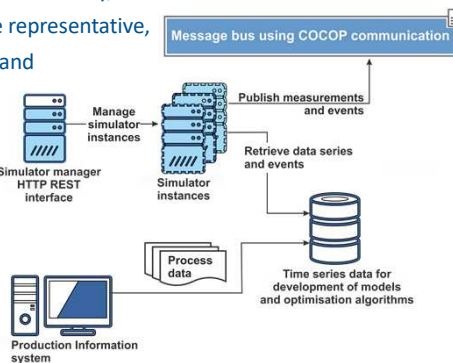 e representative,
and
Message bus using COCOP communication
Manage
simulator
instances
Publish measurements
and events
Retrieve data series
and events
Simulator manager
HTTP REST
interface
Simulator
instances
Process
data
Time series data for
development of models
and optimisation algorithms
Production Information
system